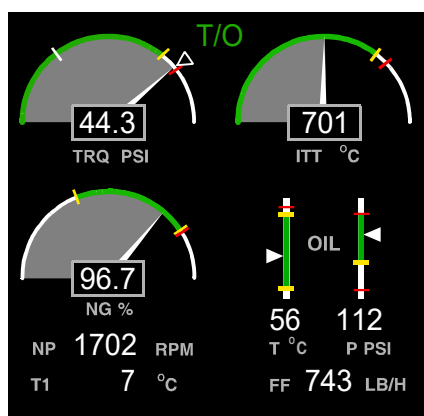 T/O
44.3 701
TRQ PSI ITT °C
96.7 OIL
NG %
56 112
T °C P PSI
NP 1702 RPM
T1 7 °C FF 743 LB/H